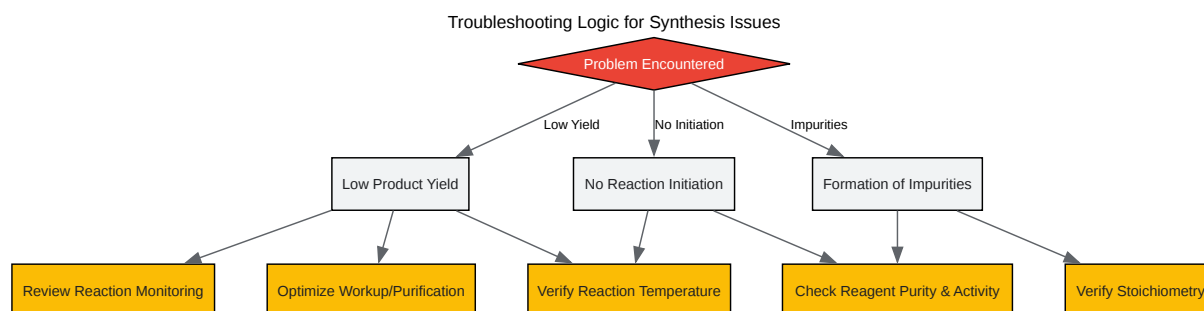 Troubleshooting Logic for Synthesis Issues
Problem Encountered
Low Yield
No Initiation
Impurities
Low Product Yield
No Reaction Initiation
Formation of Impurities
Review Reaction Monitoring
Optimize Workup/Purification
Verify Reaction Temperature
Check Reagent Purity & Activity
Verify Stoichiometry